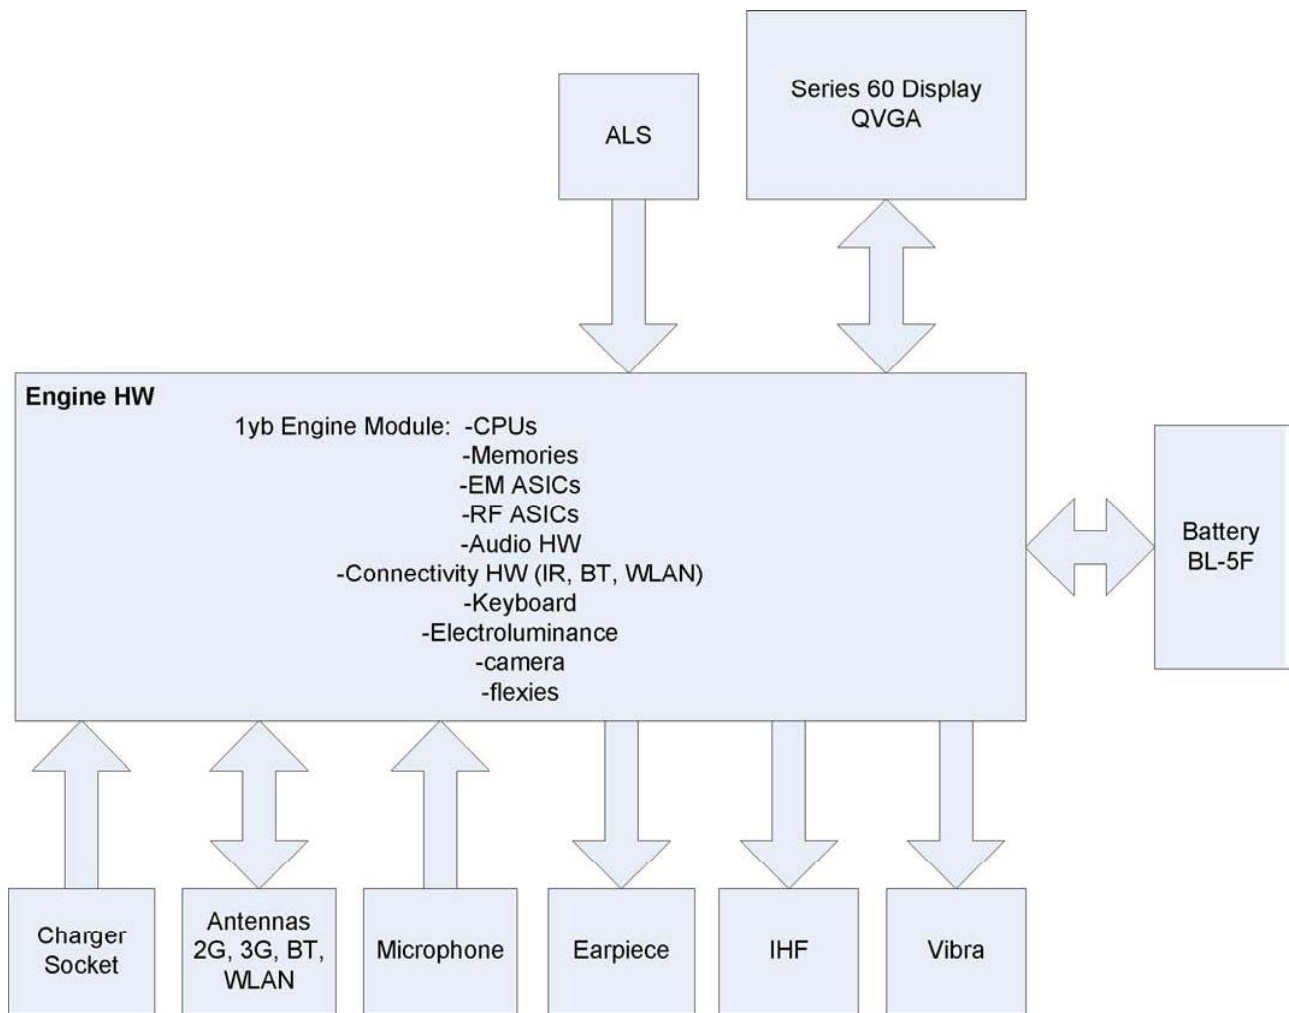 Series 60 Display
QVGA
ALS
Engine HW
1yb Engine Module: -CPUs
-Memories
-EM ASICs
-RF ASICs
-Audio HW
-Connectivity HW (IR, BT, WLAN)
-Keyboard
-Electroluminance
-camera
-flexies
Battery
BL-5F
Charger
Socket
Antennas
2G, 3G, BT,
WLAN
Microphone
Earpiece
IHF
Vibra